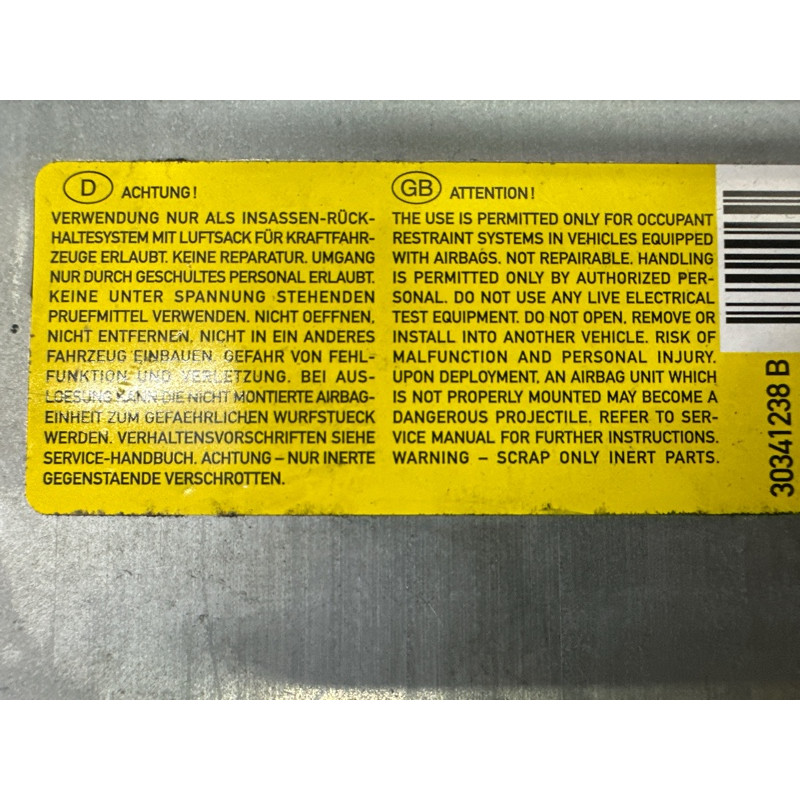 D ACHTUNG!
VERWENDUNG NUR ALS INSASSEN-RÜCK-
HALTESYSTEM MIT LUFTSACK FÜR KRAFTFAHR-
ZEUGE ERLAUBT. KEINE REPARATUR. UMGANG
NUR DURCH GESCHULTES PERSONAL ERLAUBT.
KEINE UNTER SPANNUNG STEHENDEN
PRUEFMITTEL VERWENDEN. NICHT OEFFNEN,
NICHT ENTFERNEN, NICHT IN EIN ANDERES
FAHRZEUG EINBAUEN. GEFAHR VON FEHL-
FUNKTION UND VERLETZUNG. BEI AUS-
LOESUNG KANN DIE NICHT MONTIERTE AIRBAG-
EINHEIT ZUM GEFAEHRLICHEN WURFSTUECK
WERDEN. VERHALTENSVORSCHRIFTEN SIEHE
SERVICE-HANDBUCH. ACHTUNG – NUR INERTE
GEGENSTAENDE VERSCHROTTEN.
GB ATTENTION!
THE USE IS PERMITTED ONLY FOR OCCUPANT
RESTRAINT SYSTEMS IN VEHICLES EQUIPPED
WITH AIRBAGS. NOT REPAIRABLE. HANDLING
IS PERMITTED ONLY BY AUTHORIZED PER-
SONAL. DO NOT USE ANY LIVE ELECTRICAL
TEST EQUIPMENT. DO NOT OPEN, REMOVE OR
INSTALL INTO ANOTHER VEHICLE. RISK OF
MALFUNCTION AND PERSONAL INJURY.
UPON DEPLOYMENT, AN AIRBAG UNIT WHICH
IS NOT PROPERLY MOUNTED MAY BECOME A
DANGEROUS PROJECTILE. REFER TO SER-
VICE MANUAL FOR FURTHER INSTRUCTIONS.
WARNING – SCRAP ONLY INERT PARTS.
30341238 B